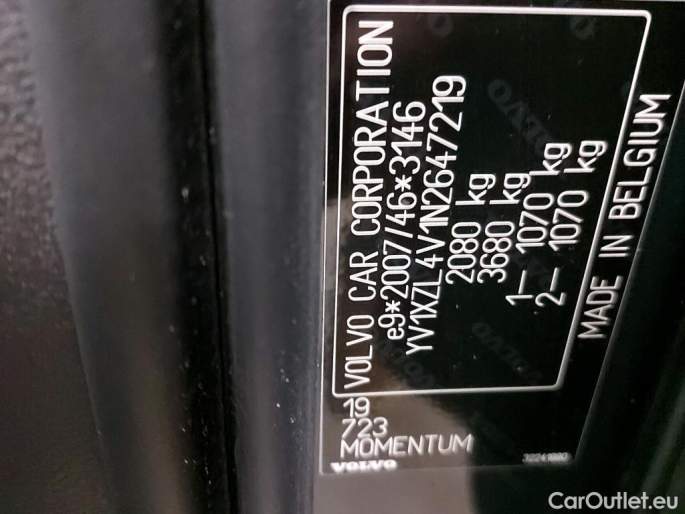 VOLVO CAR CORPORATION
e9*2007/46*3146
YV1XZL4V1N2647219
2080 kg
3680 kg
1– 1070 kg
2– 1070 kg
MADE IN BELGIUM
19
723
MOMENTUM
VOLVO
CarOutlet.eu